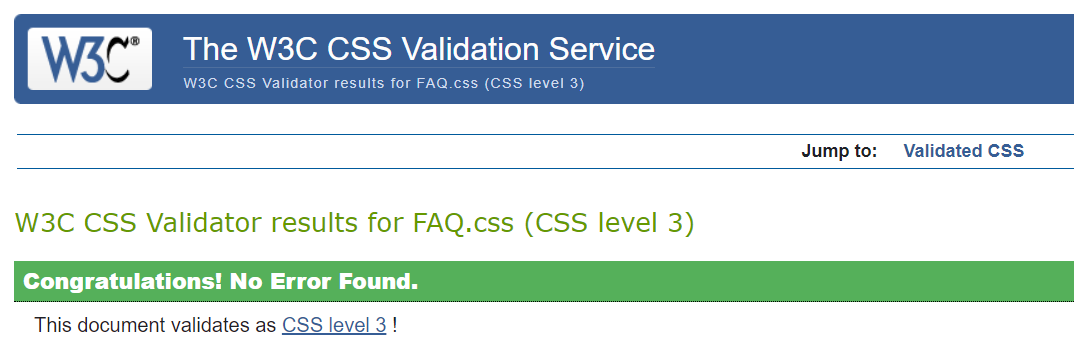 W3C®
The W3C CSS Validation Service
W3C CSS Validator results for FAQ.css (CSS level 3)
Jump to: Validated CSS
W3C CSS Validator results for FAQ.css (CSS level 3)
Congratulations! No Error Found.
This document validates as CSS level 3 !